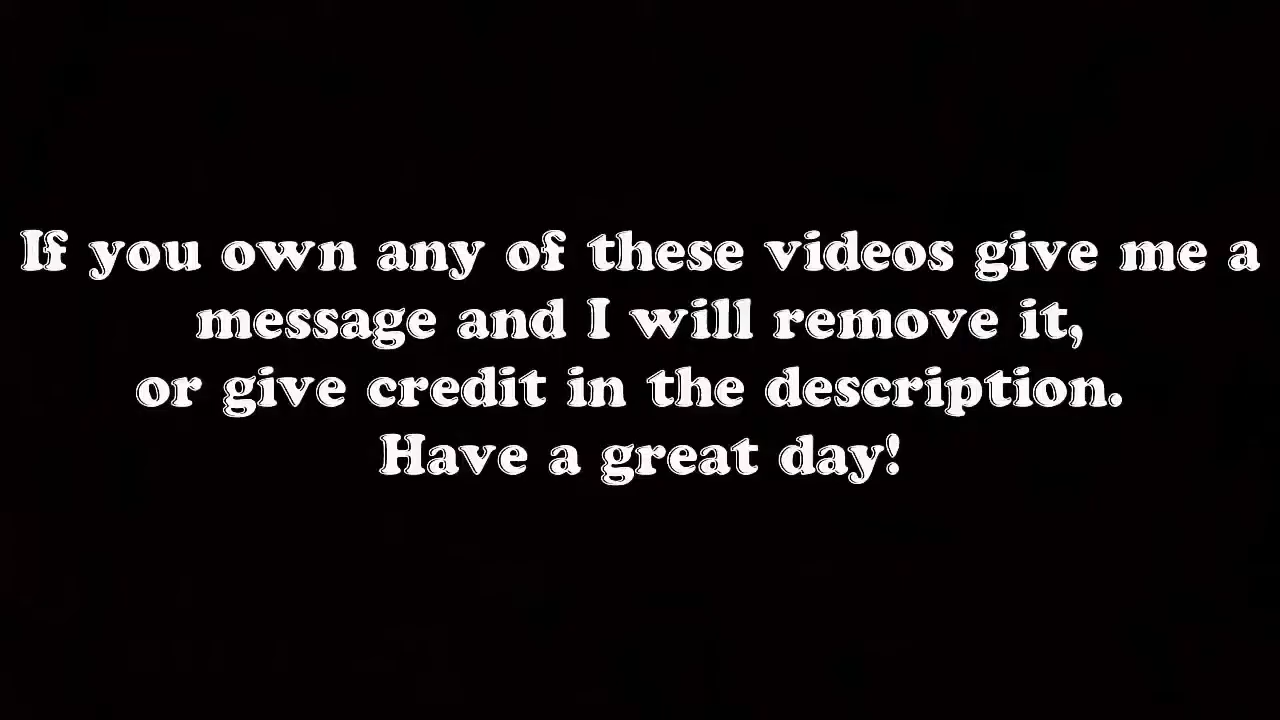 If you own any of these videos give me a
message and I will remove it,
or give credit in the description.
Have a great day!